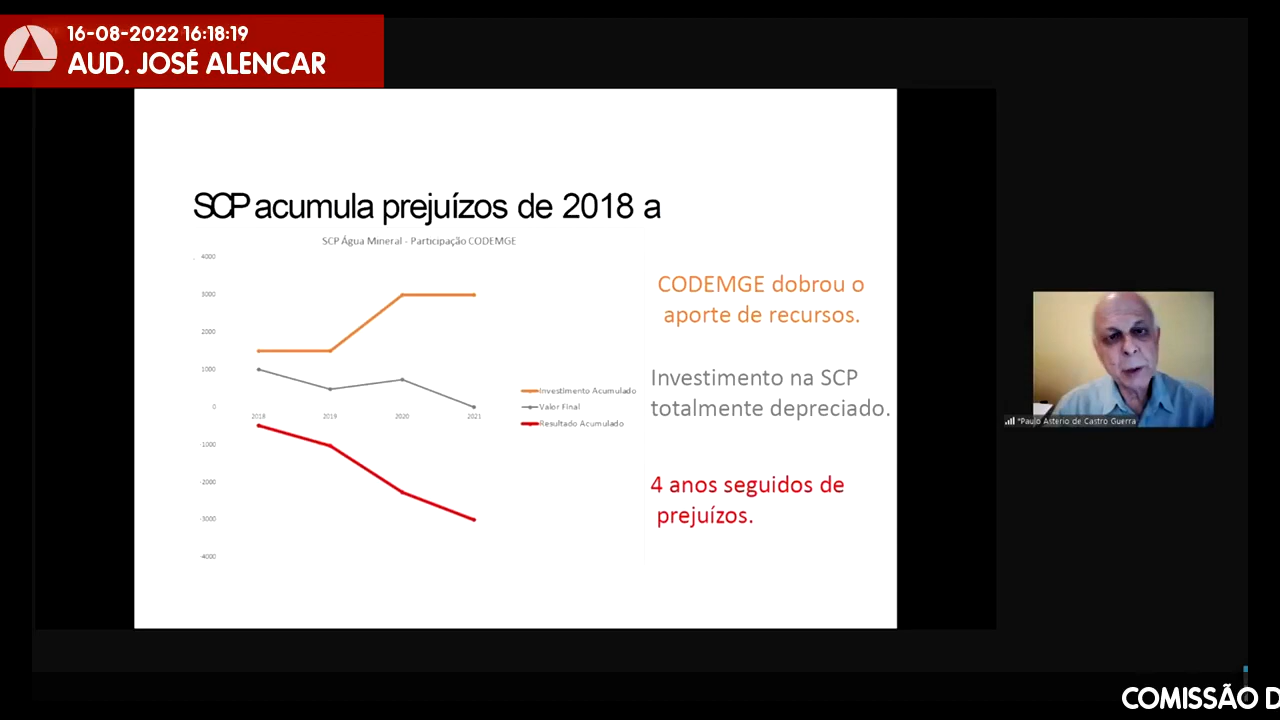 16-08-2022 16:18:19
AUD. JOSÉ ALENCAR
SCP acumula prejuízos de 2018 a
SCP Água Mineral - Participação CODEMGE
4000
3000
2000
1000
0
-1000
-2000
-3000
-4000
2018 2019 2020 2021
Investimento Acumulado
Valor Final
Resultado Acumulado
CODEMGE dobrou o
aporte de recursos.
Investimento na SCP
totalmente depreciado.
4 anos seguidos de
prejuízos.
*Paulo Asterio de Castro Guerra
COMISSÃO D